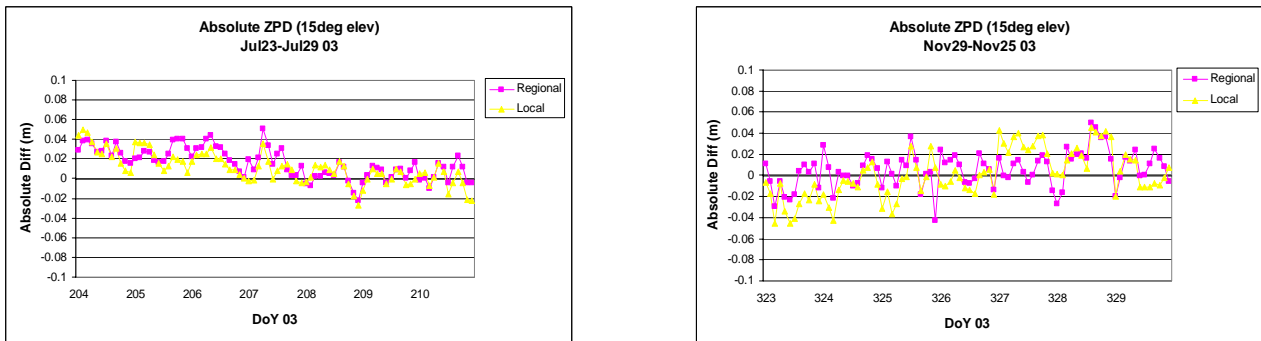 Absolute ZPD (15deg elev)
Jul23-Jul29 03
Absolute Diff (m)
0.1
0.08
0.06
0.04
0.02
0
-0.02
-0.04
-0.06
-0.08
-0.1
204 205 206 207 208 209 210
DoY 03
Regional
Local
Absolute ZPD (15deg elev)
Nov29-Nov25 03
Absolute Diff (m)
0.1
0.08
0.06
0.04
0.02
0
-0.02
-0.04
-0.06
-0.08
-0.1
323 324 325 326 327 328 329
DoY 03
Regional
Local